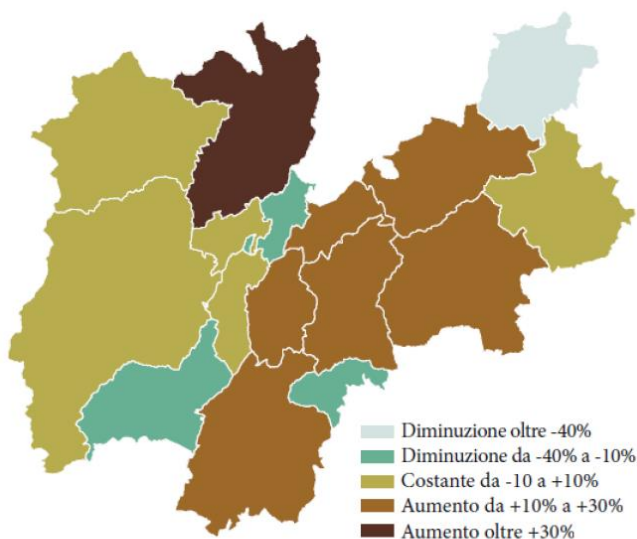 Diminuzione oltre -40%
Diminuzione da -40% a -10%
Costante da -10 a +10%
Aumento da +10% a +30%
Aumento oltre +30%